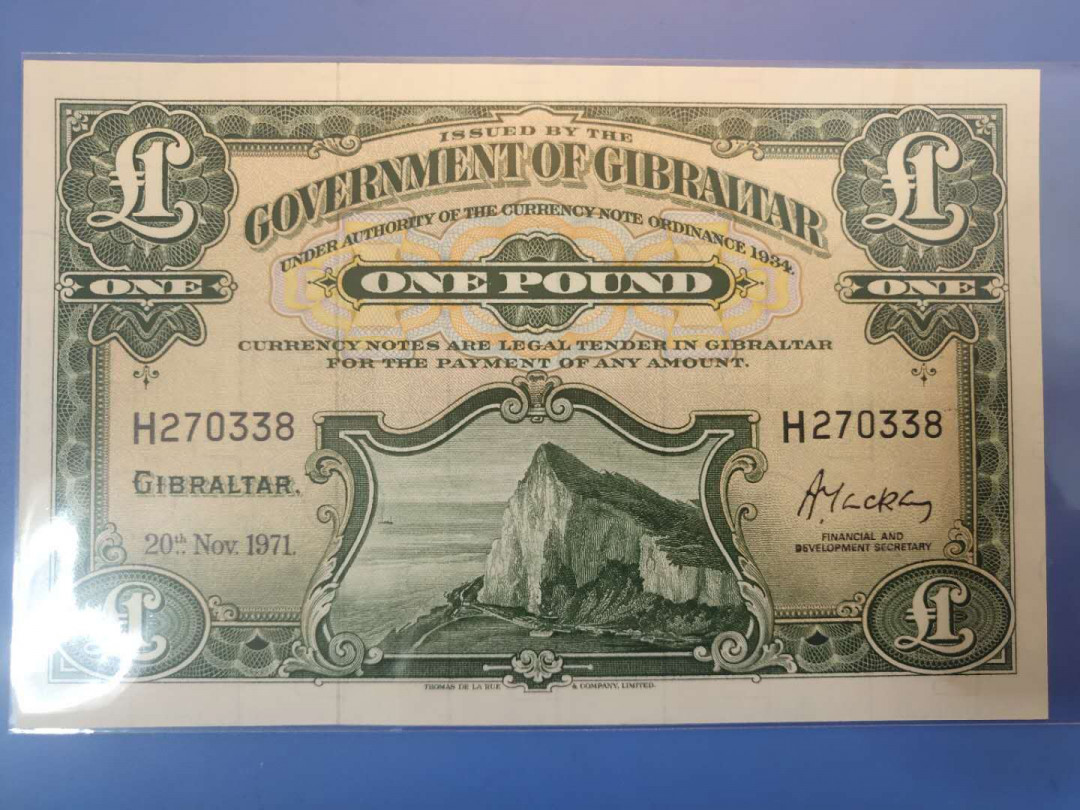 £1
£1
ISSUED BY THE
GOVERNMENT OF GIBRALTAR
UNDER AUTHORITY OF THE CURRENCY NOTE ORDINANCE 1934.
ONE
ONE POUND
ONE
CURRENCY NOTES ARE LEGAL TENDER IN GIBRALTAR
FOR THE PAYMENT OF ANY AMOUNT.
H270338
H270338
GIBRALTAR.
20th Nov. 1971.
AMackay
FINANCIAL AND
DEVELOPMENT SECRETARY
£1
£1
THOMAS DE LA RUE & COMPANY, LIMITED.